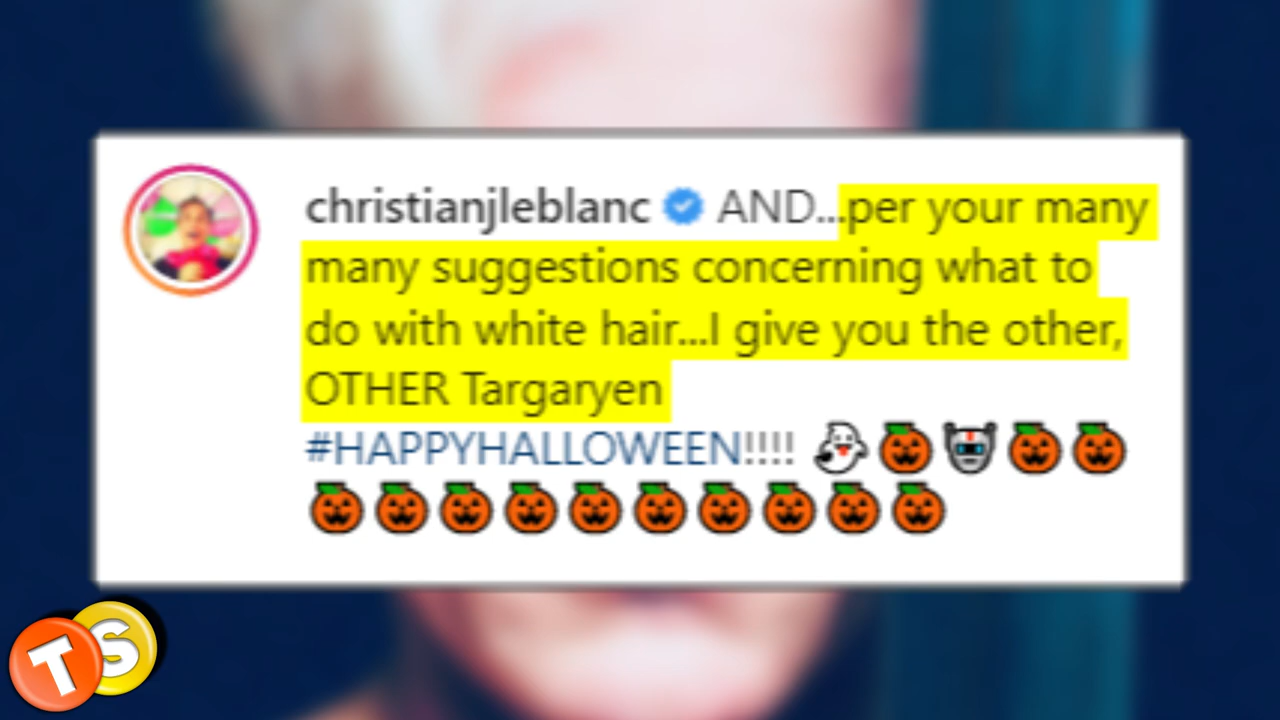 christianjleblanc AND...per your many
many suggestions concerning what to
do with white hair...I give you the other,
OTHER Targaryen
#HAPPYHALLOWEEN!!!! 👻🎃🤖🎃🎃
🎃🎃🎃🎃🎃🎃🎃🎃🎃🎃
TS